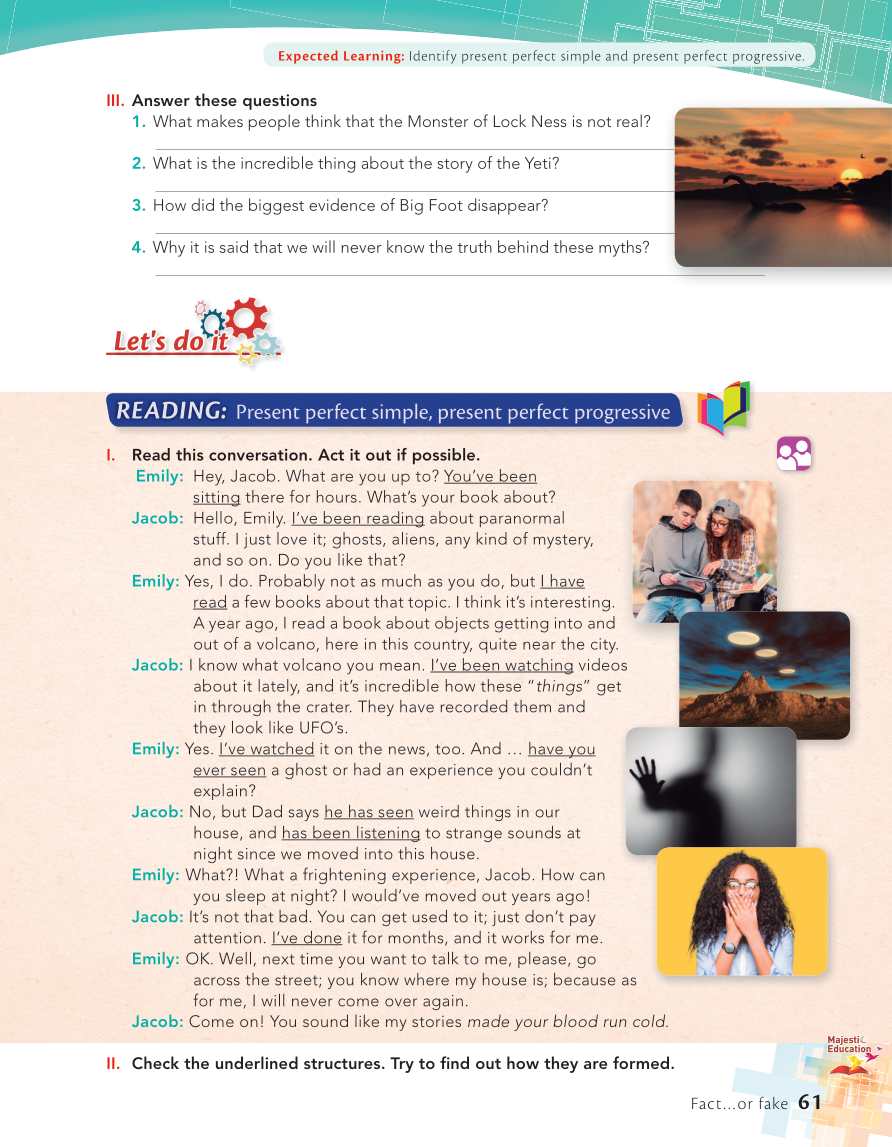 Expected Learning: Identify present perfect simple and present perfect progressive.
III. Answer these questions
1. What makes people think that the Monster of Lock Ness is not real?
2. What is the incredible thing about the story of the Yeti?
3. How did the biggest evidence of Big Foot disappear?
4. Why it is said that we will never know the truth behind these myths?
Let's do it
READING: Present perfect simple, present perfect progressive
I. Read this conversation. Act it out if possible.
Emily: Hey, Jacob. What are you up to? You've been
sitting there for hours. What's your book about?
Jacob: Hello, Emily. I've been reading about paranormal
stuff. I just love it; ghosts, aliens, any kind of mystery,
and so on. Do you like that?
Emily: Yes, I do. Probably not as much as you do, but I have
read a few books about that topic. I think it's interesting.
A year ago, I read a book about objects getting into and
out of a volcano, here in this country, quite near the city.
Jacob: I know what volcano you mean. I've been watching videos
about it lately, and it's incredible how these "things" get
in through the crater. They have recorded them and
they look like UFO's.
Emily: Yes. I've watched it on the news, too. And ... have you
ever seen a ghost or had an experience you couldn't
explain?
Jacob: No, but Dad says he has seen weird things in our
house, and has been listening to strange sounds at
night since we moved into this house.
Emily: What?! What a frightening experience, Jacob. How can
you sleep at night? I would've moved out years ago!
Jacob: It's not that bad. You can get used to it; just don't pay
attention. I've done it for months, and it works for me.
Emily: OK. Well, next time you want to talk to me, please, go
across the street; you know where my house is; because as
for me, I will never come over again.
Jacob: Come on! You sound like my stories made your blood run cold.
II. Check the underlined structures. Try to find out how they are formed.
Majestic
Education
Fact...or fake 61